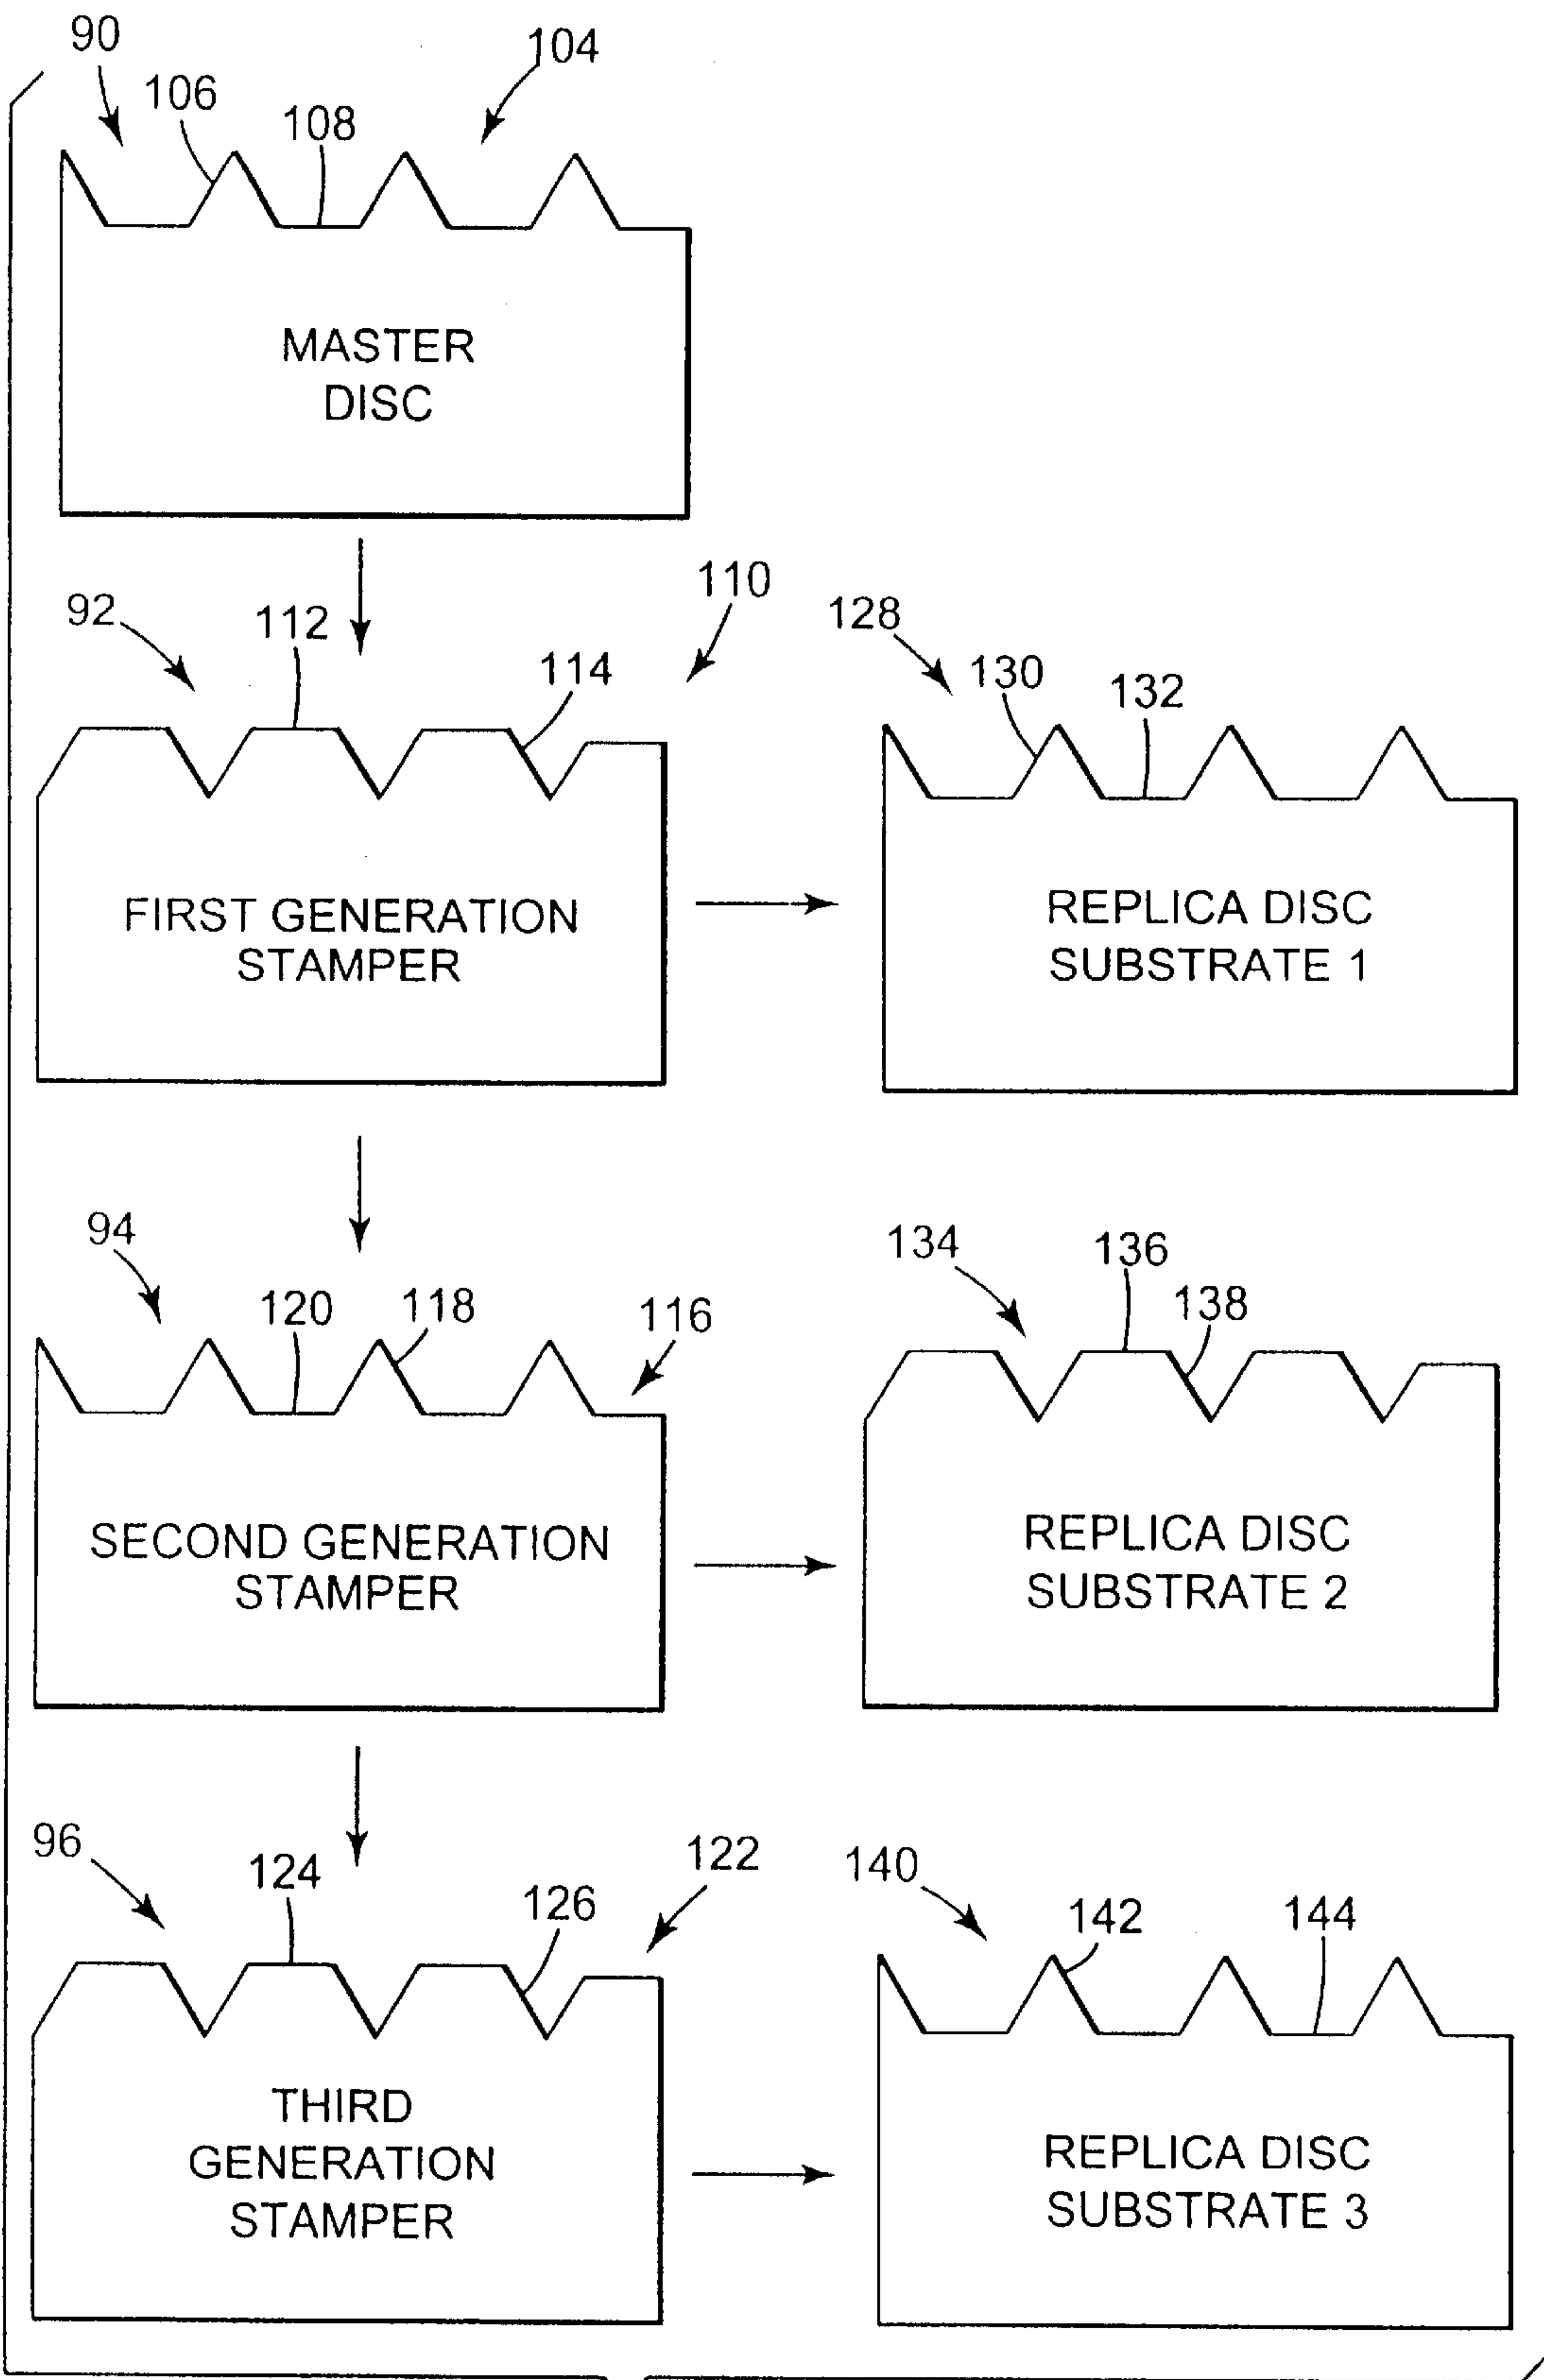 90
104
106
108
MASTER
DISC
92
112
110
114
128
130
132
FIRST GENERATION
STAMPER
REPLICA DISC
SUBSTRATE 1
94
120
118
116
134
136
138
SECOND GENERATION
STAMPER
REPLICA DISC
SUBSTRATE 2
96
124
126
122
140
142
144
THIRD
GENERATION
STAMPER
REPLICA DISC
SUBSTRATE 3